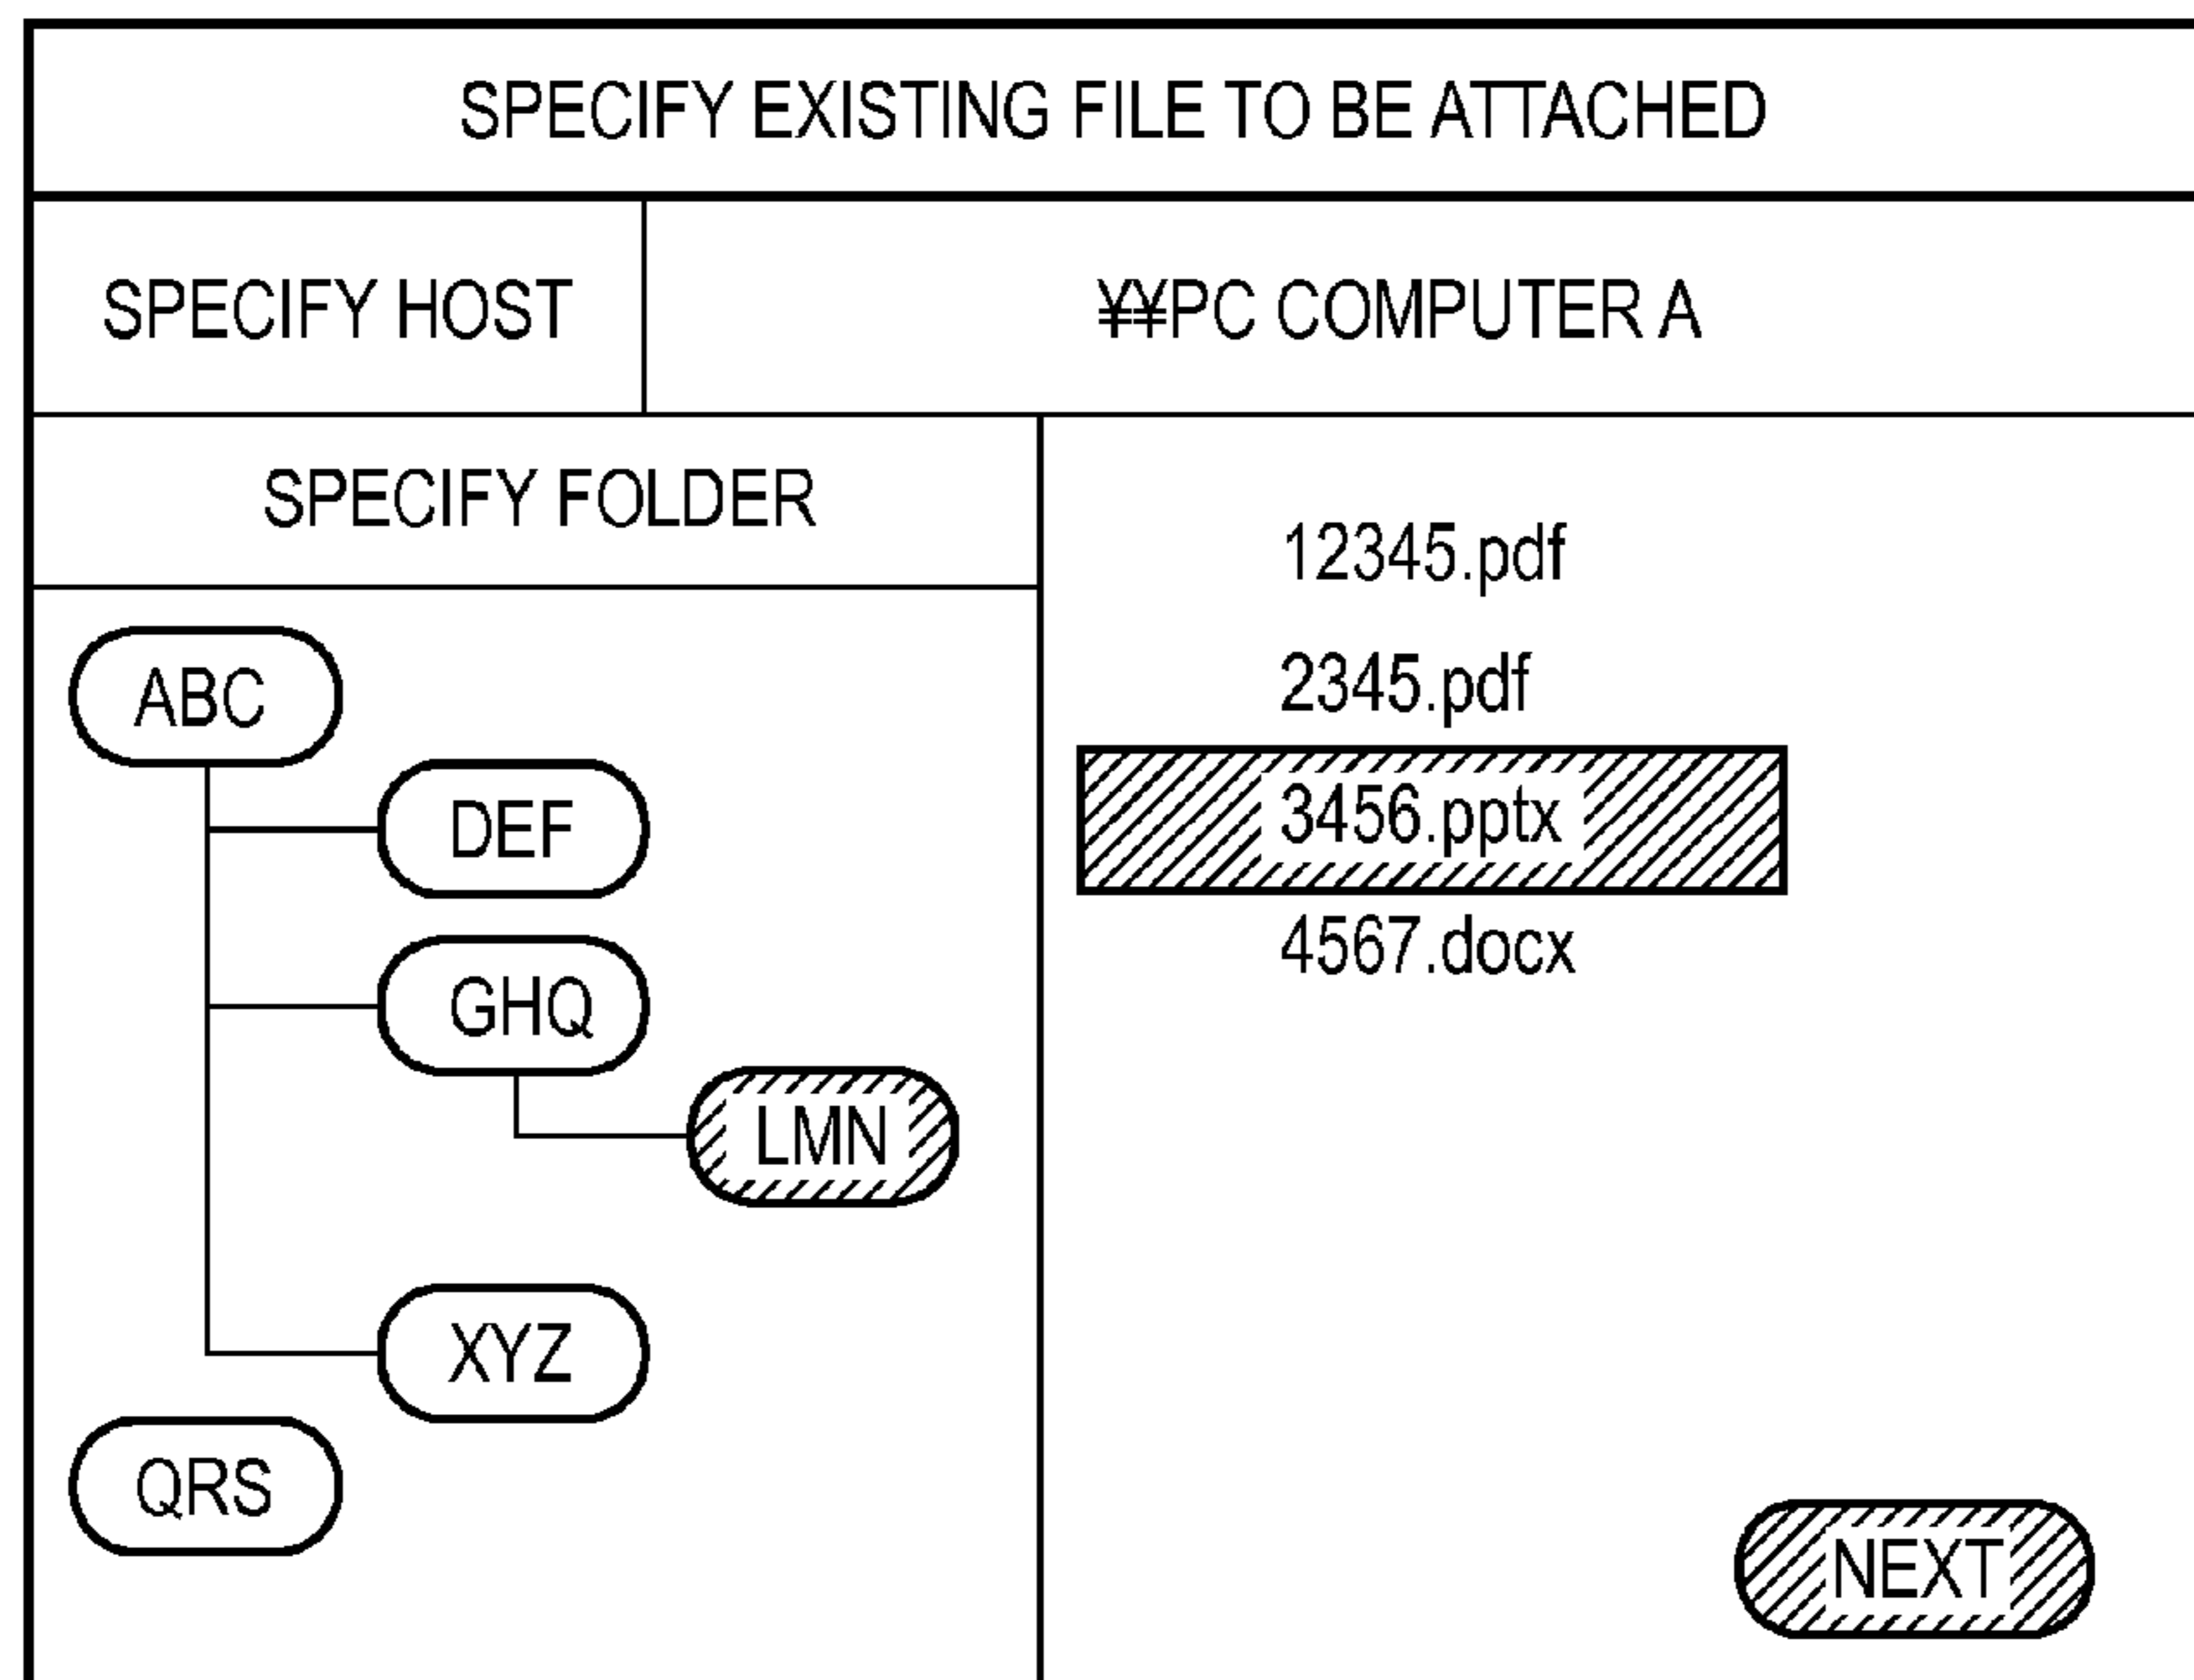 SPECIFY EXISTING FILE TO BE ATTACHED
SPECIFY HOST
¥¥PC COMPUTER A
SPECIFY FOLDER
ABC
DEF
GHQ
LMN
XYZ
QRS
12345.pdf
2345.pdf
3456.pptx
4567.docx
NEXT